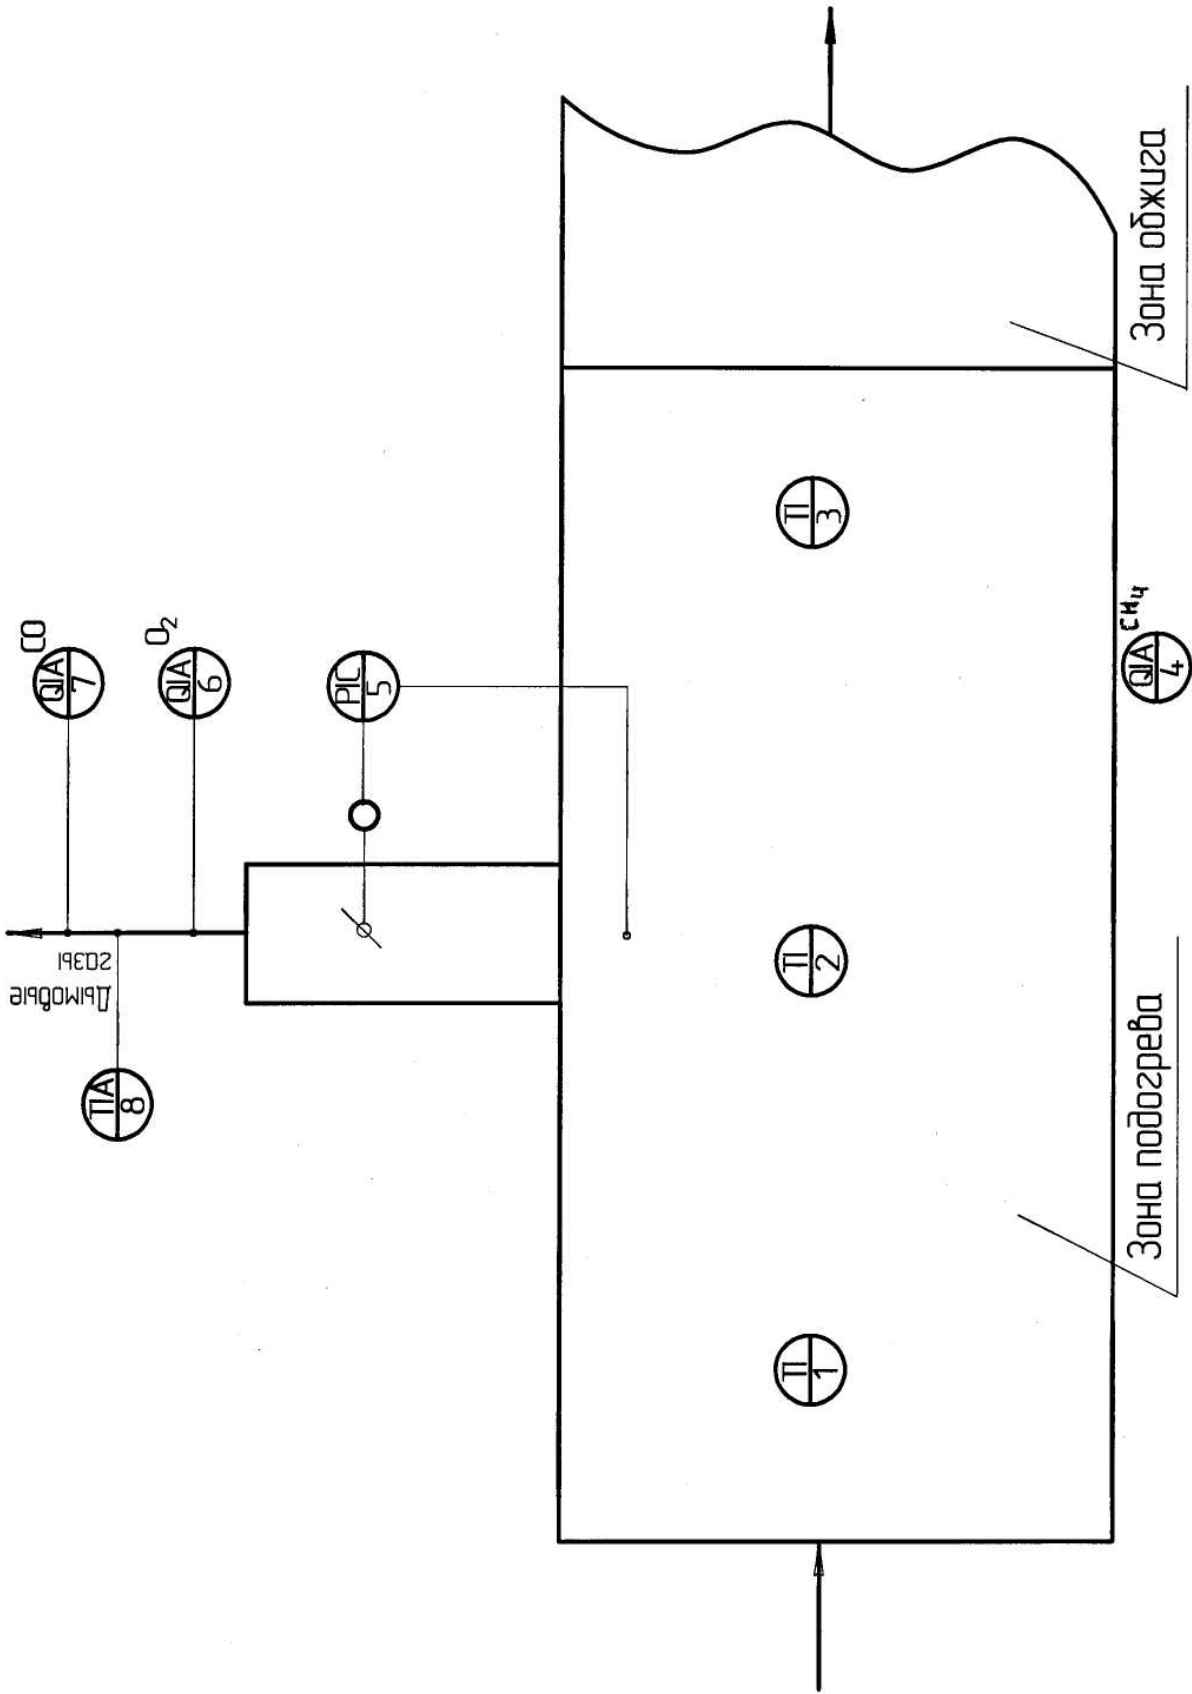 CO
QIA
7
O₂
QIA
6
PIC
5
Дымовые
газы
TIA
8
TI
1
TI
2
TI
3
QIA
4
CH₄
Зона подогрева
Зона обжига